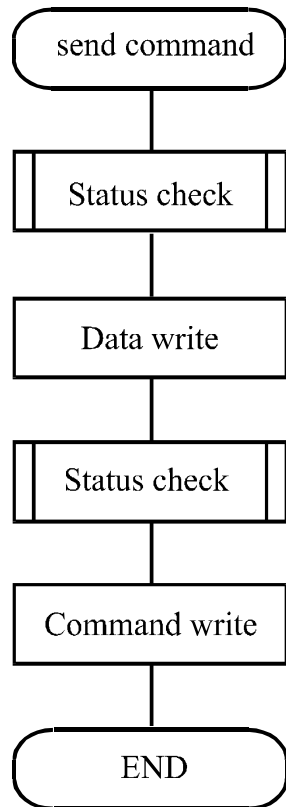 send command
Status check
Data write
Status check
Command write
END